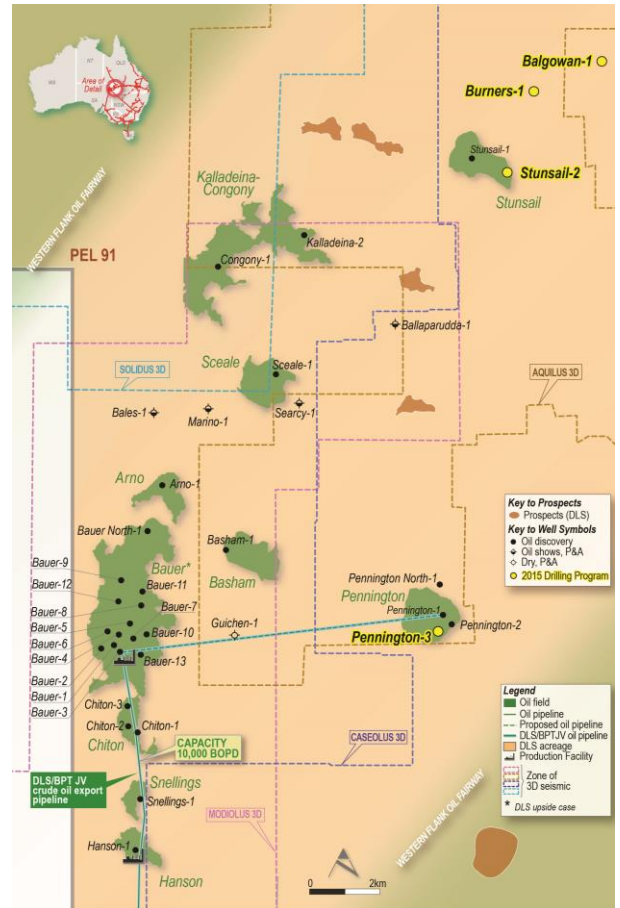 Area of
Detail
WA
NT
QLD
SA
NSW
WESTERN FLANK OIL FAIRWAY
PEL 91
Balgowan-1
Burners-1
Stunsail-1
Stunsail-2
Stunsail
Kalladeina-
Congony
Kalladeina-2
Congony-1
Ballaparudda-1
SOLIDUS 3D
Sceale
Sceale-1
AQUILUS 3D
Bales-1
Marino-1
Searcy-1
Arno
Arno-1
Bauer North-1
Bauer*
Basham-1
Basham
Bauer-9
Bauer-12
Bauer-11
Bauer-8
Bauer-7
Bauer-5
Bauer-6
Bauer-10
Bauer-4
Bauer-13
Bauer-2
Bauer-1
Bauer-3
Guichen-1
Pennington North-1
Pennington
Pennington-1
Pennington-2
Pennington-3
Key to Prospects
Prospects (DLS)
Key to Well Symbols
Oil discovery
Oil shows, P&A
Dry, P&A
2015 Drilling Program
Legend
Oil field
Oil pipeline
Proposed oil pipeline
DLS/BPTJV oil pipeline
DLS acreage
Production Facility
Zone of
3D seismic
* DLS upside case
Chiton-3
Chiton-2
Chiton-1
Chiton
CAPACITY
10,000 BOPD
CASEOLUS 3D
DLS/BPT JV
crude oil export
pipeline
Snellings
Snellings-1
MODIOLUS 3D
Hanson-1
Hanson
WESTERN FLANK OIL FAIRWAY
0
2km